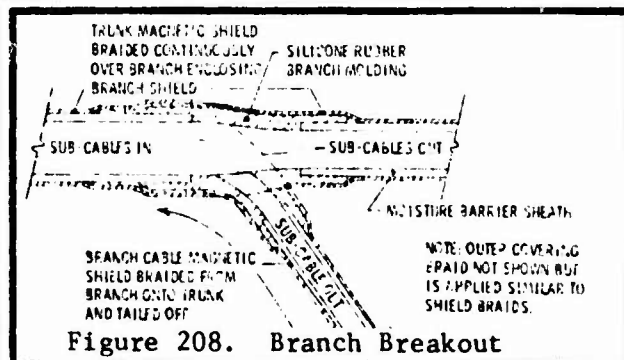 TRUNK MAGNETIC SHIELD
BRAIDED CONTINUOUSLY
OVER BRANCH ENCLOSING
BRANCH SHIELD
SILICONE RUBBER
BRANCH MOLDING
SUB-CABLES IN
SUB-CABLES OUT
MOISTURE BARRIER SHEATH
SUB-CABLE OUT
BRANCH CABLE MAGNETIC
SHIELD BRAIDED FROM
BRANCH ONTO TRUNK
AND TAILED OFF
NOTE: OUTER COVERING
BRAID NOT SHOWN BUT
IS APPLIED SIMILAR TO
SHIELD BRAIDS.
Figure 208. Branch Breakout